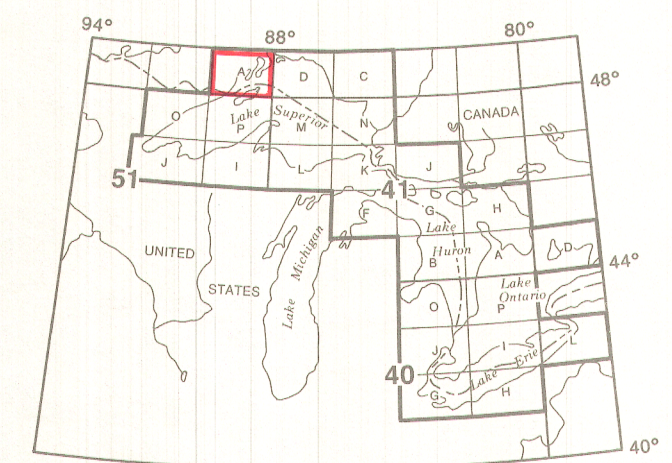 94°
88°
80°
48°
A
D
C
O
Lake
Superior
P
M
N
CANADA
J
I
L
K
J
51
41
F
G
H
Lake
Huron
B
A
D
44°
UNITED
STATES
Lake Michigan
Lake
Ontario
O
P
J
I
L
40
Lake Erie
G
H
40°